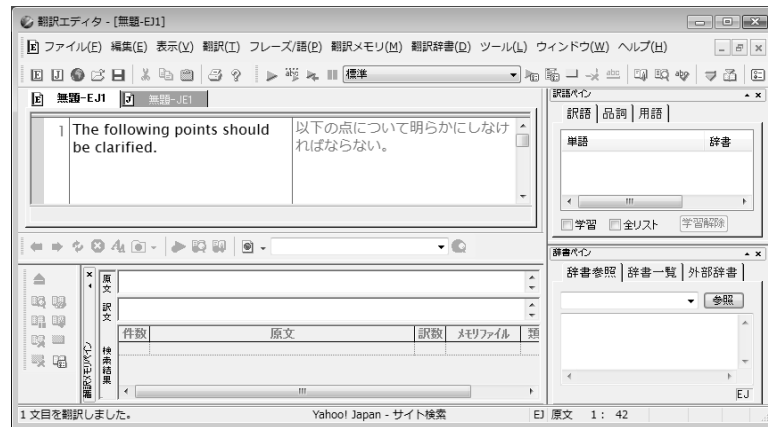 翻訳エディタ - [無題-EJ1]
ファイル(F) 編集(E) 表示(V) 翻訳(T) フレーズ/語(P) 翻訳メモリ(M) 翻訳辞書(D) ツール(L) ウィンドウ(W) ヘルプ(H)
標準
無題-EJ1 無題-JE1
1 The following points should be clarified.
以下の点について明らかにしなければならない。
訳語ペイン
訳語 品詞 用語
単語 辞書
学習 全リスト 学習解除
辞書ペイン
辞書参照 辞書一覧 外部辞書
参照
EJ
翻訳メモリペイン
原文
訳文
検索結果
件数 原文 訳数 メモリファイル 類
1 文目を翻訳しました。 Yahoo! Japan - サイト検索 EJ 原文 1: 42